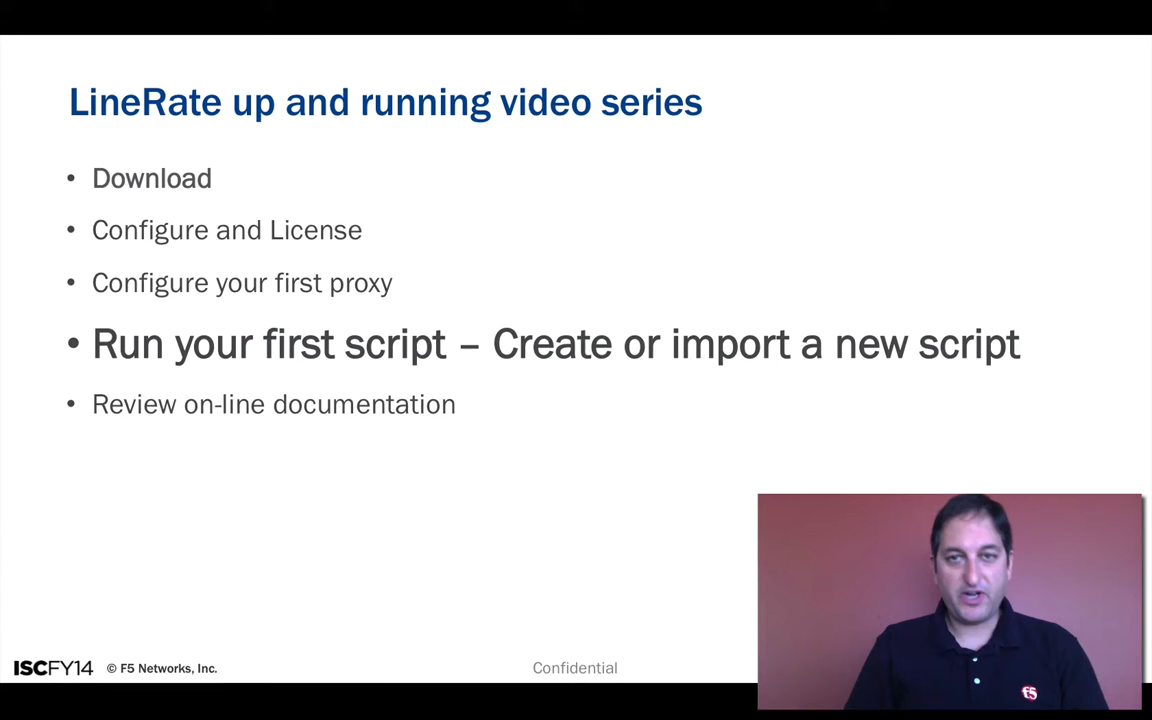 LineRate up and running video series
• Download
• Configure and License
• Configure your first proxy
• Run your first script – Create or import a new script
• Review on-line documentation
ISCFY14 © F5 Networks, Inc. Confidential
f5